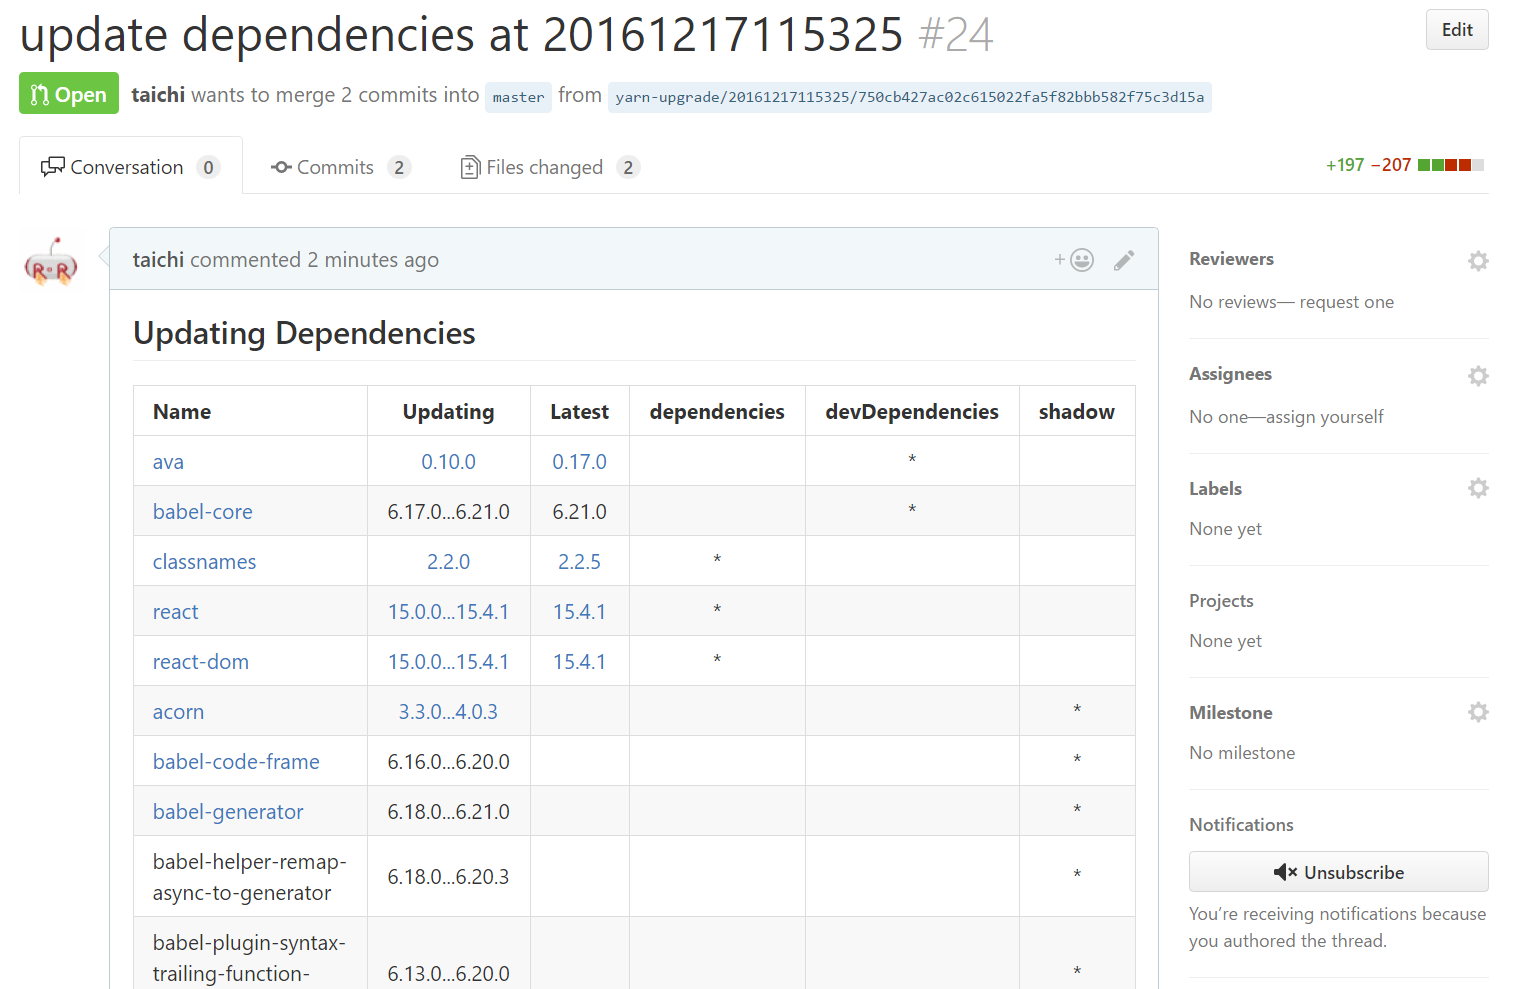 update dependencies at 20161217115325 #24
Edit
Open taichi wants to merge 2 commits into master from yarn-upgrade/20161217115325/750cb427ac02c615022fa5f82bbb582f75c3d15a
Conversation 0 Commits 2 Files changed 2 +197 −207
R R
taichi commented 2 minutes ago
+
Updating Dependencies
Name Updating Latest dependencies devDependencies shadow
ava 0.10.0 0.17.0 *
babel-core 6.17.0...6.21.0 6.21.0 *
classnames 2.2.0 2.2.5 *
react 15.0.0...15.4.1 15.4.1 *
react-dom 15.0.0...15.4.1 15.4.1 *
acorn 3.3.0...4.0.3 *
babel-code-frame 6.16.0...6.20.0 *
babel-generator 6.18.0...6.21.0 *
babel-helper-remap-
async-to-generator 6.18.0...6.20.3 *
babel-plugin-syntax-
trailing-function- 6.13.0...6.20.0 *
Reviewers
No reviews— request one
Assignees
No one—assign yourself
Labels
None yet
Projects
None yet
Milestone
No milestone
Notifications
Unsubscribe
You’re receiving notifications because
you authored the thread.